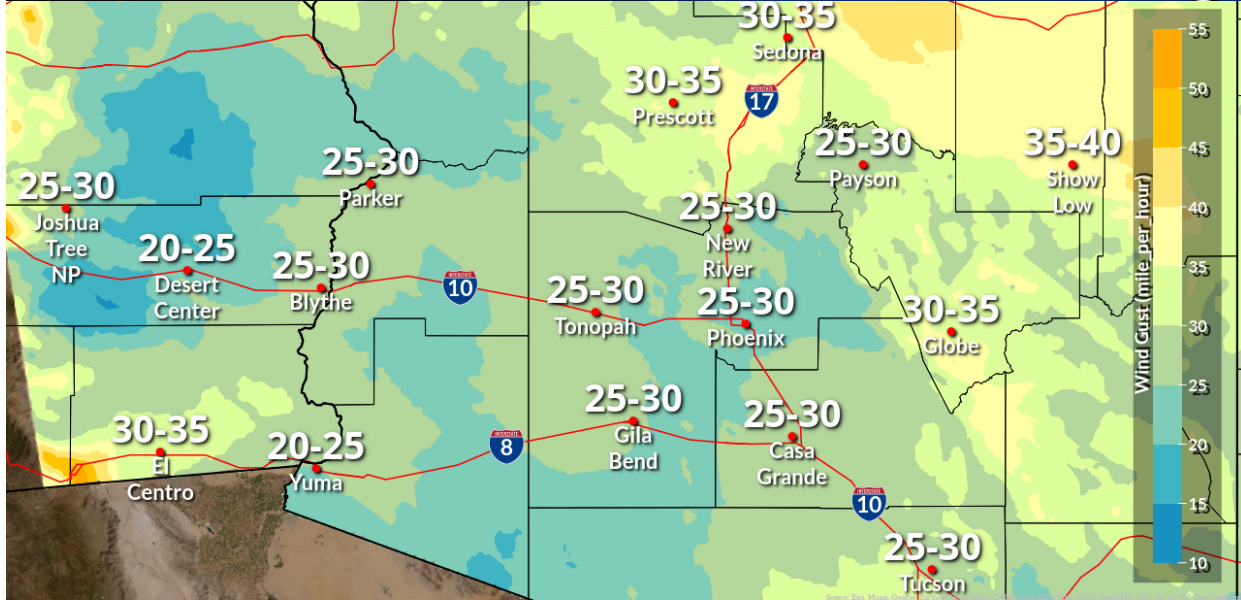 30-35
Sedona
30-35
Prescott
INTERSTATE
17
25-30
Payson
35-40
Show
Low
25-30
Joshua
Tree
NP
25-30
Parker
20-25
Desert
Center
25-30
Blythe
INTERSTATE
10
25-30
New
River
25-30
Tonopah
25-30
Phoenix
30-35
Globe
30-35
El
Centro
20-25
Yuma
INTERSTATE
8
25-30
Gila
Bend
25-30
Casa
Grande
INTERSTATE
10
25-30
Tucson
Wind Gust (mile_per_hour)
55
50
45
40
35
30
25
20
15
10